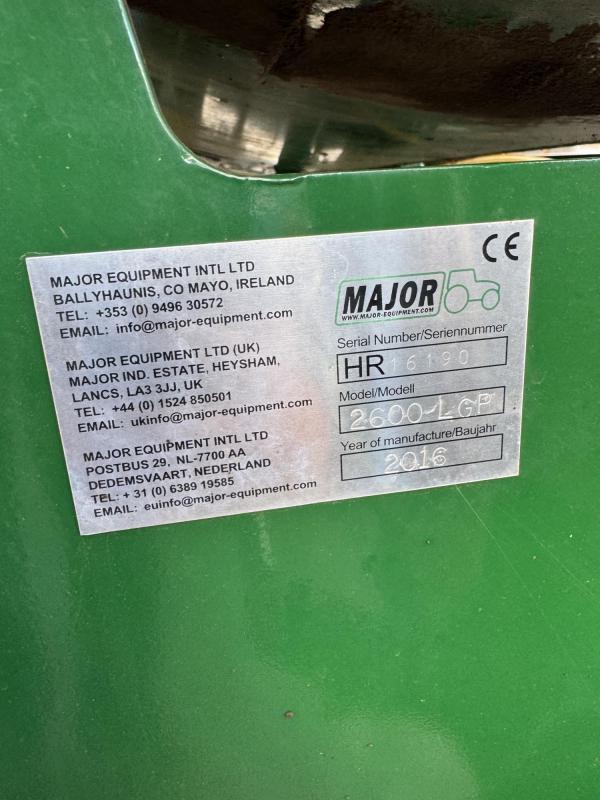 MAJOR EQUIPMENT INTL LTD
BALLYHAUNIS, CO MAYO, IRELAND
TEL: +353 (0) 9496 30572
EMAIL: info@major-equipment.com
MAJOR EQUIPMENT LTD (UK)
MAJOR IND. ESTATE, HEYSHAM,
LANCS, LA3 3JJ, UK
TEL: +44 (0) 1524 850501
EMAIL: ukinfo@major-equipment.com
MAJOR EQUIPMENT INTL LTD
POSTBUS 29, NL-7700 AA
DEDEMSVAART, NEDERLAND
TEL: + 31 (0) 6389 19585
EMAIL: euinfo@major-equipment.com
CE
MAJOR
WWW.MAJOR-EQUIPMENT.COM
Serial Number/Seriennummer
HR 16190
Model/Modell
2600-LGP
Year of manufacture/Baujahr
2016